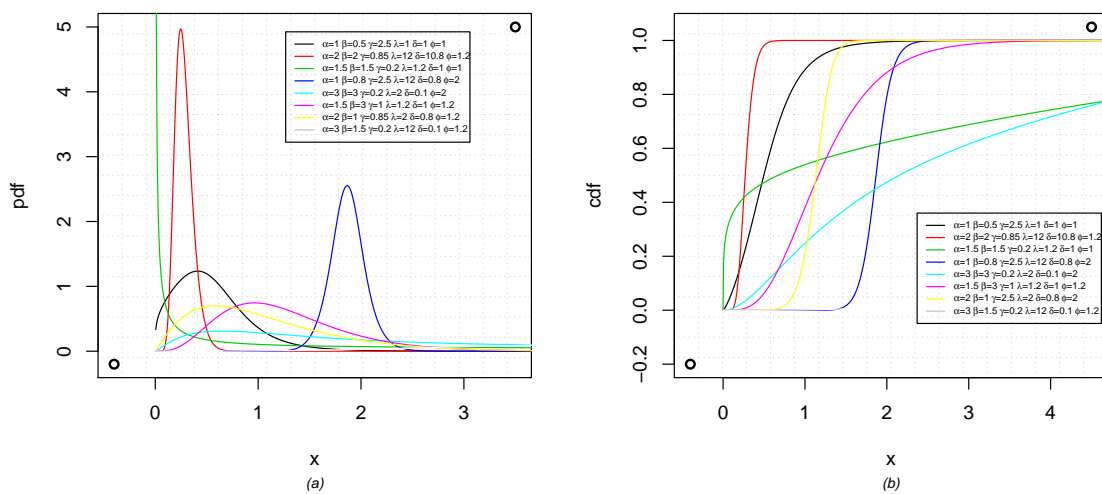 5
4
3
2
1
0
pdf
α=1 β=0.5 γ=2.5 λ=1 δ=1 φ=1
α=2 β=2 γ=0.85 λ=12 δ=10.8 φ=1.2
α=1.5 β=1.5 γ=0.2 λ=1.2 δ=1 φ=1
α=1 β=0.8 γ=2.5 λ=12 δ=0.8 φ=2
α=3 β=3 γ=0.2 λ=2 δ=0.1 φ=2
α=1.5 β=3 γ=1 λ=1.2 δ=1 φ=1.2
α=2 β=1 γ=0.85 λ=2 δ=0.8 φ=1.2
α=3 β=1.5 γ=0.2 λ=12 δ=0.1 φ=1.2
0 1 2 3
x
(a)
1.0
0.8
0.6
0.4
0.2
0.0
−0.2
cdf
α=1 β=0.5 γ=2.5 λ=1 δ=1 φ=1
α=2 β=2 γ=0.85 λ=12 δ=10.8 φ=1.2
α=1.5 β=1.5 γ=0.2 λ=1.2 δ=1 φ=1
α=1 β=0.8 γ=2.5 λ=12 δ=0.8 φ=2
α=3 β=3 γ=0.2 λ=2 δ=0.1 φ=2
α=1.5 β=3 γ=1 λ=1.2 δ=1 φ=1.2
α=2 β=1 γ=2.5 λ=2 δ=0.8 φ=2
α=3 β=1.5 γ=0.2 λ=12 δ=0.1 φ=1.2
0 1 2 3 4
x
(b)